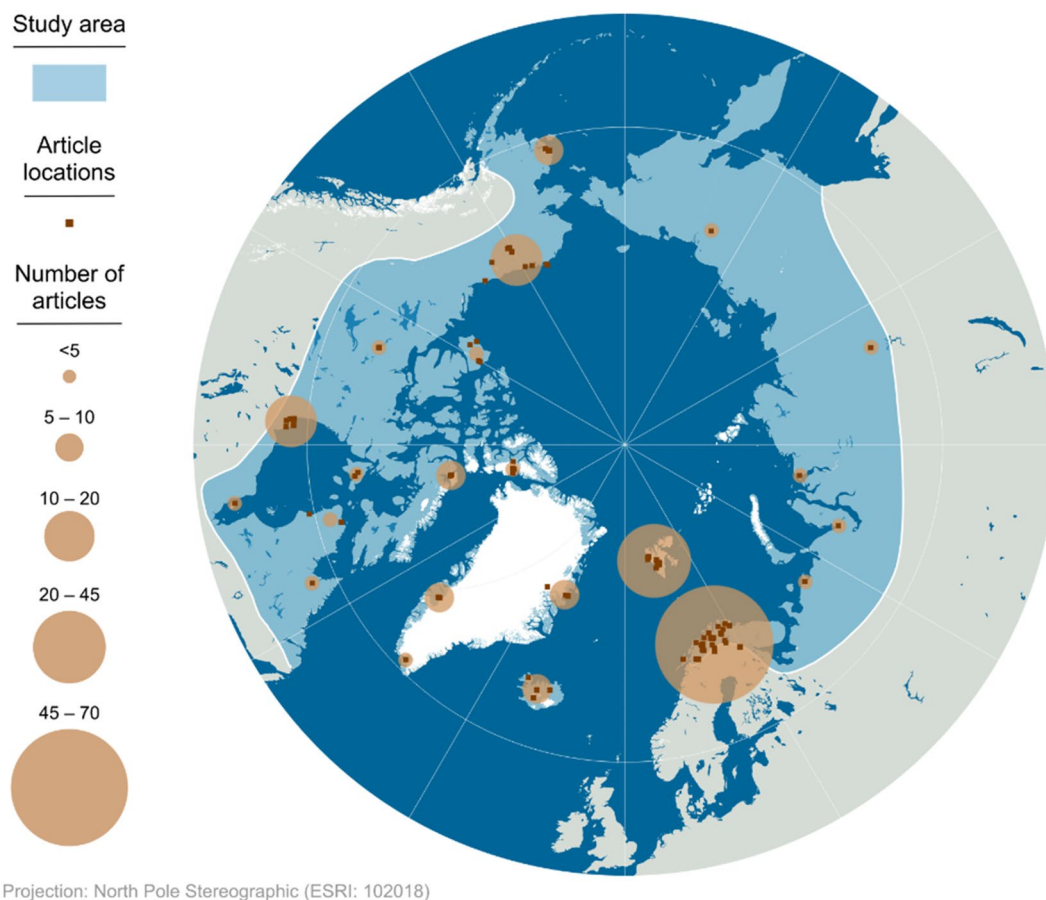 Study area
Article
locations
Number of
articles
<5
5 – 10
10 – 20
20 – 45
45 – 70
Projection: North Pole Stereographic (ESRI: 102018)